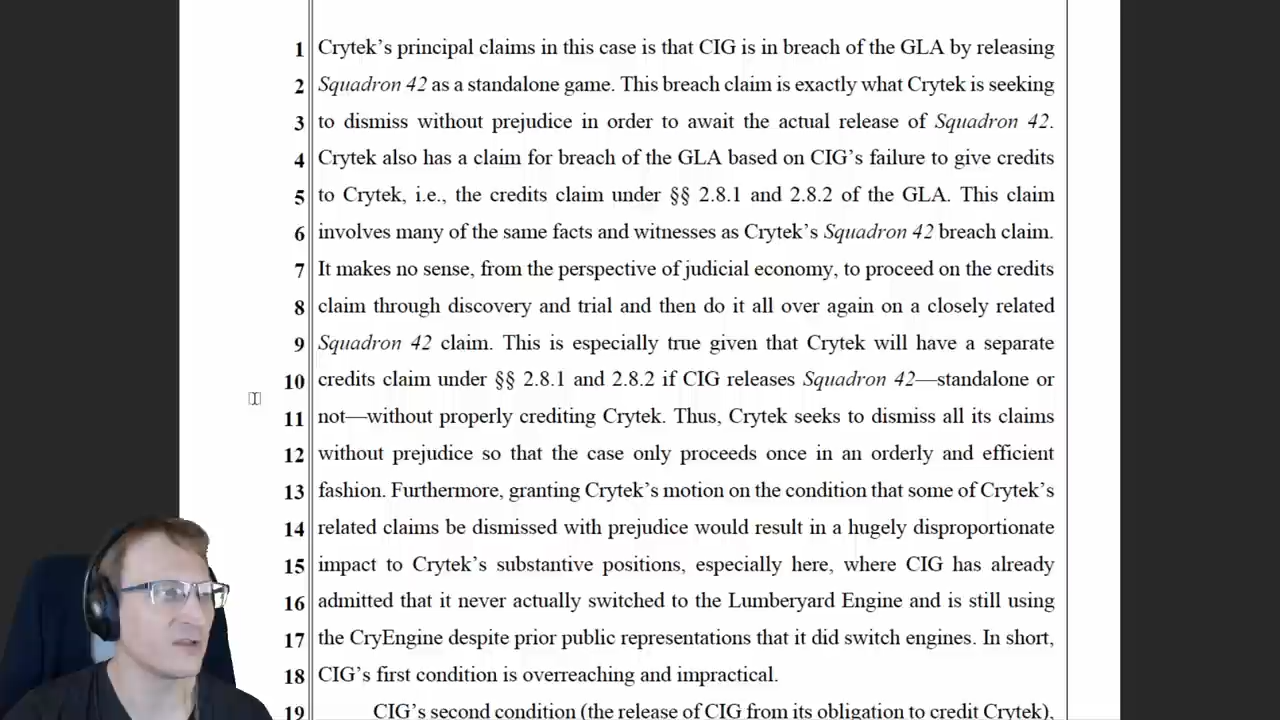 1 Crytek’s principal claims in this case is that CIG is in breach of the GLA by releasing
2 Squadron 42 as a standalone game. This breach claim is exactly what Crytek is seeking
3 to dismiss without prejudice in order to await the actual release of Squadron 42.
4 Crytek also has a claim for breach of the GLA based on CIG’s failure to give credits
5 to Crytek, i.e., the credits claim under §§ 2.8.1 and 2.8.2 of the GLA. This claim
6 involves many of the same facts and witnesses as Crytek’s Squadron 42 breach claim.
7 It makes no sense, from the perspective of judicial economy, to proceed on the credits
8 claim through discovery and trial and then do it all over again on a closely related
9 Squadron 42 claim. This is especially true given that Crytek will have a separate
10 credits claim under §§ 2.8.1 and 2.8.2 if CIG releases Squadron 42—standalone or
11 not—without properly crediting Crytek. Thus, Crytek seeks to dismiss all its claims
12 without prejudice so that the case only proceeds once in an orderly and efficient
13 fashion. Furthermore, granting Crytek’s motion on the condition that some of Crytek’s
14 related claims be dismissed with prejudice would result in a hugely disproportionate
15 impact to Crytek’s substantive positions, especially here, where CIG has already
16 admitted that it never actually switched to the Lumberyard Engine and is still using
17 the CryEngine despite prior public representations that it did switch engines. In short,
18 CIG’s first condition is overreaching and impractical.
19 CIG’s second condition (the release of CIG from its obligation to credit Crytek),